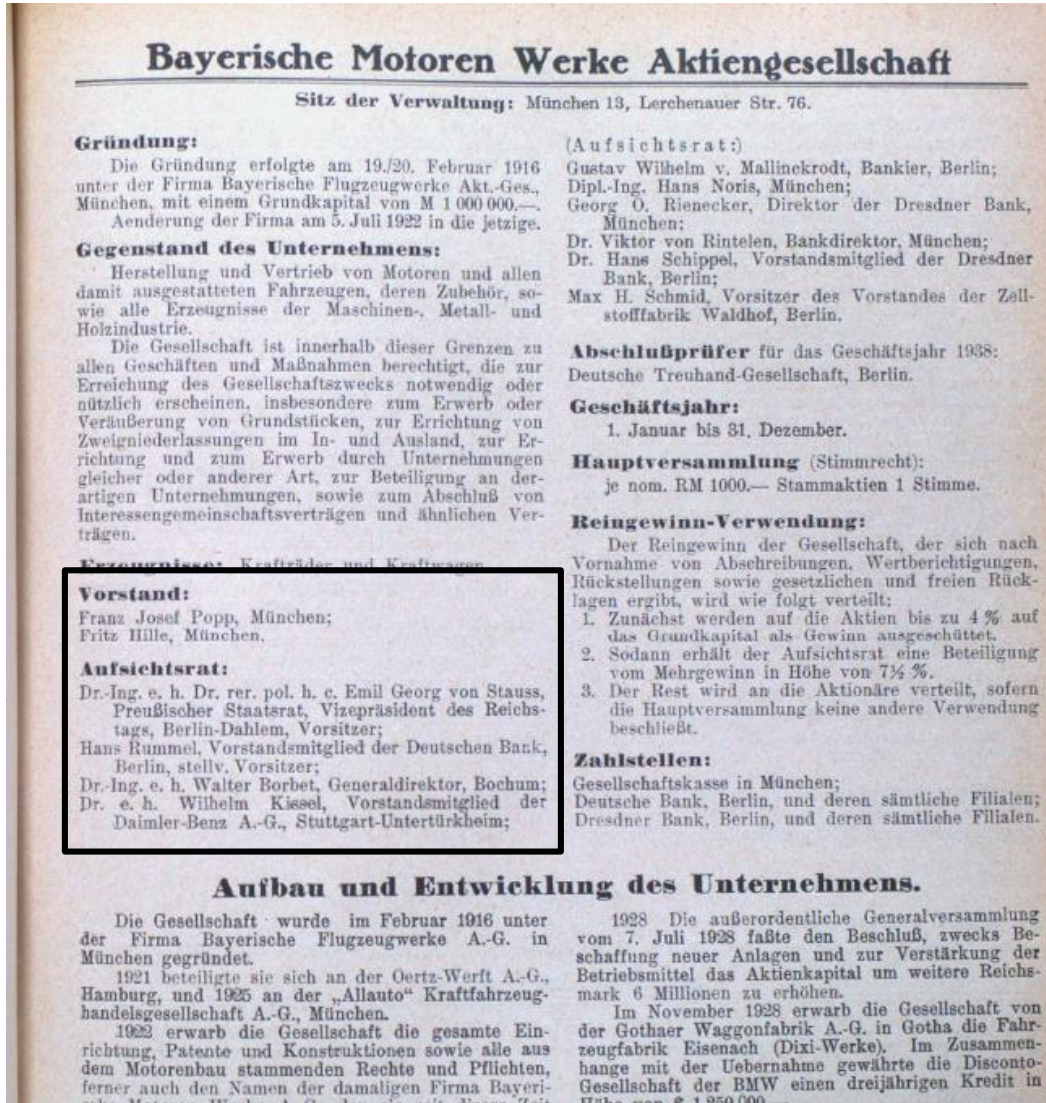 Bayerische Motoren Werke Aktiengesellschaft
Sitz der Verwaltung: München 13, Lerchenauer Str. 76.
Gründung:
Die Gründung erfolgte am 19./20. Februar 1916
unter der Firma Bayerische Flugzeugwerke Akt.-Ges.,
München, mit einem Grundkapital von M 1 000 000.—.
Aenderung der Firma am 5. Juli 1922 in die jetzige.
Gegenstand des Unternehmens:
Herstellung und Vertrieb von Motoren und allen
damit ausgestatteten Fahrzeugen, deren Zubehör, so-
wie alle Erzeugnisse der Maschinen-, Metall- und
Holzindustrie.
Die Gesellschaft ist innerhalb dieser Grenzen zu
allen Geschäften und Maßnahmen berechtigt, die zur
Erreichung des Gesellschaftszwecks notwendig oder
nützlich erscheinen, insbesondere zum Erwerb oder
Veräußerung von Grundstücken, zur Errichtung von
Zweigniederlassungen im In- und Ausland, zur Er-
richtung und zum Erwerb durch Unternehmungen
gleicher oder anderer Art, zur Beteiligung an der-
artigen Unternehmungen, sowie zum Abschluß von
Interessengemeinschaftsverträgen und ähnlichen Ver-
trägen.
Erzeugnisse: Krafträder und Kraftwagen
Vorstand:
Franz Josef Popp, München;
Fritz Hille, München.
Aufsichtsrat:
Dr.-Ing. e. h. Dr. rer. pol. h. c. Emil Georg von Stauss,
Preußischer Staatsrat, Vizepräsident des Reichs-
tags, Berlin-Dahlem, Vorsitzer;
Hans Rummel, Vorstandsmitglied der Deutschen Bank,
Berlin, stellv. Vorsitzer;
Dr.-Ing. e. h. Walter Borbet, Generaldirektor, Bochum;
Dr. e. h. Wilhelm Kissel, Vorstandsmitglied der
Daimler-Benz A.-G., Stuttgart-Untertürkheim;
(Aufsichtsrat:)
Gustav Wilhelm v. Mallinckrodt, Bankier, Berlin;
Dipl.-Ing. Hans Noris, München;
Georg O. Rienecker, Direktor der Dresdner Bank,
München;
Dr. Viktor von Rintelen, Bankdirektor, München;
Dr. Hans Schippel, Vorstandsmitglied der Dresdner
Bank, Berlin;
Max H. Schmid, Vorsitzer des Vorstandes der Zell-
stofffabrik Waldhof, Berlin.
Abschlußprüfer für das Geschäftsjahr 1938:
Deutsche Treuhand-Gesellschaft, Berlin.
Geschäftsjahr:
1. Januar bis 31. Dezember.
Hauptversammlung (Stimmrecht):
je nom. RM 1000.— Stammaktien 1 Stimme.
Reingewinn-Verwendung:
Der Reingewinn der Gesellschaft, der sich nach
Vornahme von Abschreibungen, Wertberichtigungen,
Rückstellungen sowie gesetzlichen und freien Rück-
lagen ergibt, wird wie folgt verteilt:
1. Zunächst werden auf die Aktien bis zu 4 % auf
das Grundkapital als Gewinn ausgeschüttet.
2. Sodann erhält der Aufsichtsrat eine Beteiligung
vom Mehrgewinn in Höhe von 7½ %.
3. Der Rest wird an die Aktionäre verteilt, sofern
die Hauptversammlung keine andere Verwendung
beschließt.
Zahlstellen:
Gesellschaftskasse in München;
Deutsche Bank, Berlin, und deren sämtliche Filialen;
Dresdner Bank, Berlin, und deren sämtliche Filialen.
Aufbau und Entwicklung des Unternehmens.
Die Gesellschaft wurde im Februar 1916 unter
der Firma Bayerische Flugzeugwerke A.-G. in
München gegründet.
1921 beteiligte sie sich an der Oertz-Werft A.-G.,
Hamburg, und 1925 an der „Allauto“ Kraftfahrzeug-
handelsgesellschaft A.-G., München.
1922 erwarb die Gesellschaft die gesamte Ein-
richtung, Patente und Konstruktionen sowie alle aus
dem Motorenbau stammenden Rechte und Pflichten,
ferner auch den Namen der damaligen Firma Bayeri-
1928 Die außerordentliche Generalversammlung
vom 7. Juli 1928 faßte den Beschluß, zwecks Be-
schaffung neuer Anlagen und zur Verstärkung der
Betriebsmittel das Aktienkapital um weitere Reichs-
mark 6 Millionen zu erhöhen.
Im November 1928 erwarb die Gesellschaft von
der Gothaer Waggonfabrik A.-G. in Gotha die Fahr-
zeugfabrik Eisenach (Dixi-Werke). Im Zusammen-
hange mit der Uebernahme gewährte die Disconto-
Gesellschaft der BMW einen dreijährigen Kredit in